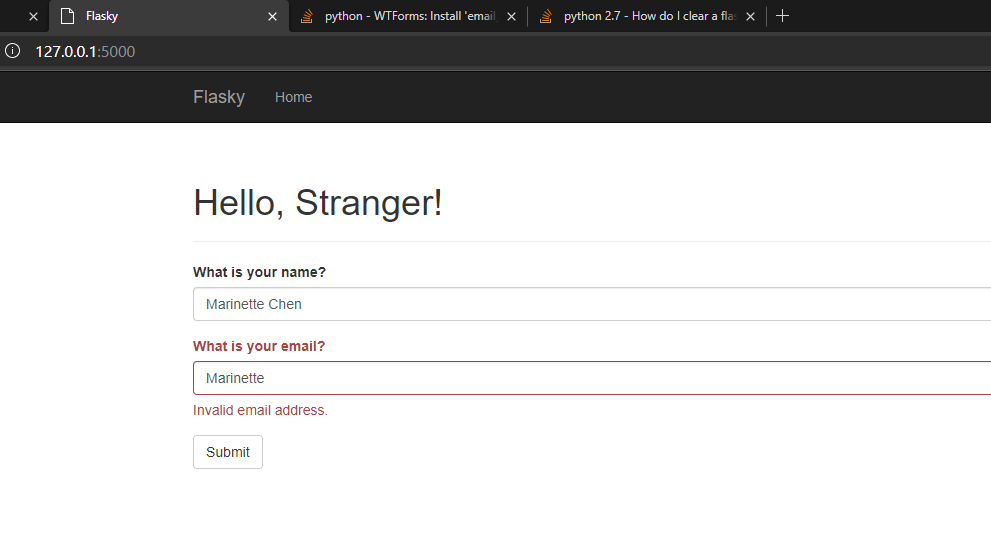 Flasky
python - WTForms: Install 'email
python 2.7 - How do I clear a flas
127.0.0.1:5000
Flasky Home
Hello, Stranger!
What is your name?
Marinette Chen
What is your email?
Marinette
Invalid email address.
Submit